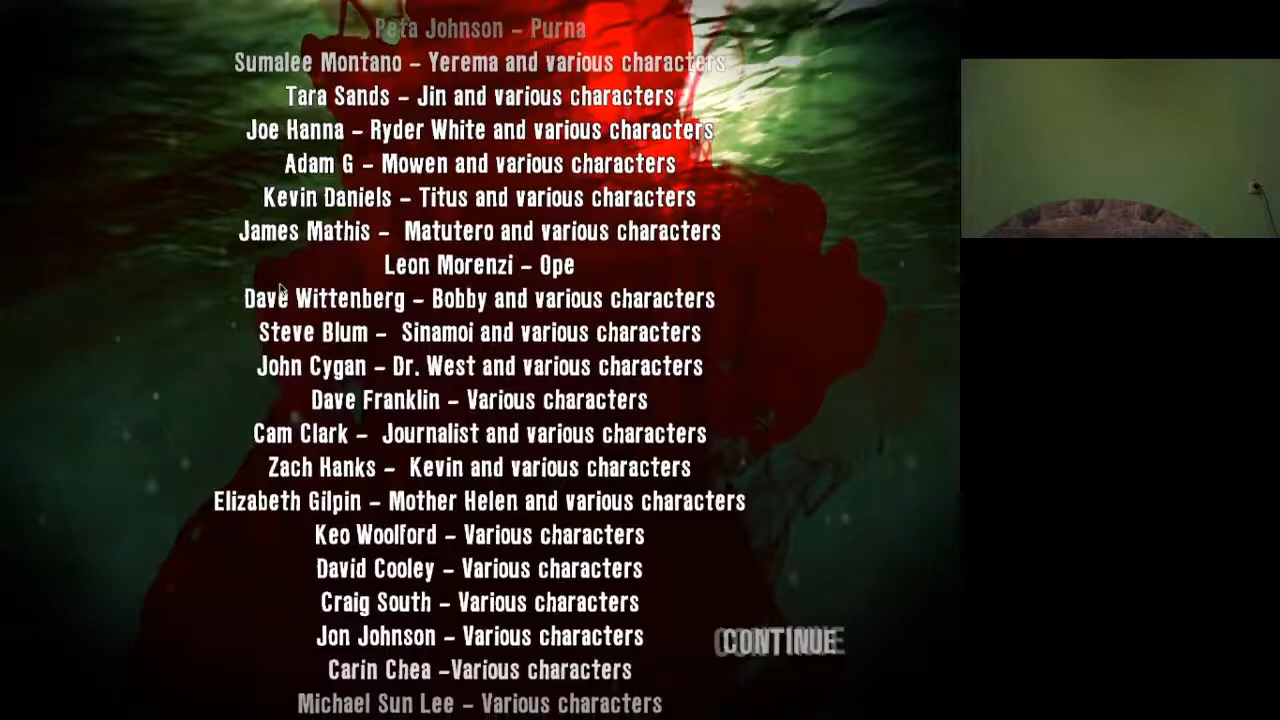 Peta Johnson – Purna
Sumalee Montano – Yerema and various characters
Tara Sands – Jin and various characters
Joe Hanna – Ryder White and various characters
Adam G – Mowen and various characters
Kevin Daniels – Titus and various characters
James Mathis –  Matutero and various characters
Leon Morenzi – Ope
Dave Wittenberg – Bobby and various characters
Steve Blum –  Sinamoi and various characters
John Cygan – Dr. West and various characters
Dave Franklin – Various characters
Cam Clark –  Journalist and various characters
Zach Hanks –  Kevin and various characters
Elizabeth Gilpin – Mother Helen and various characters
Keo Woolford – Various characters
David Cooley – Various characters
Craig South – Various characters
Jon Johnson – Various characters
CONTINUE
Carin Chea –Various characters
Michael Sun Lee – Various characters